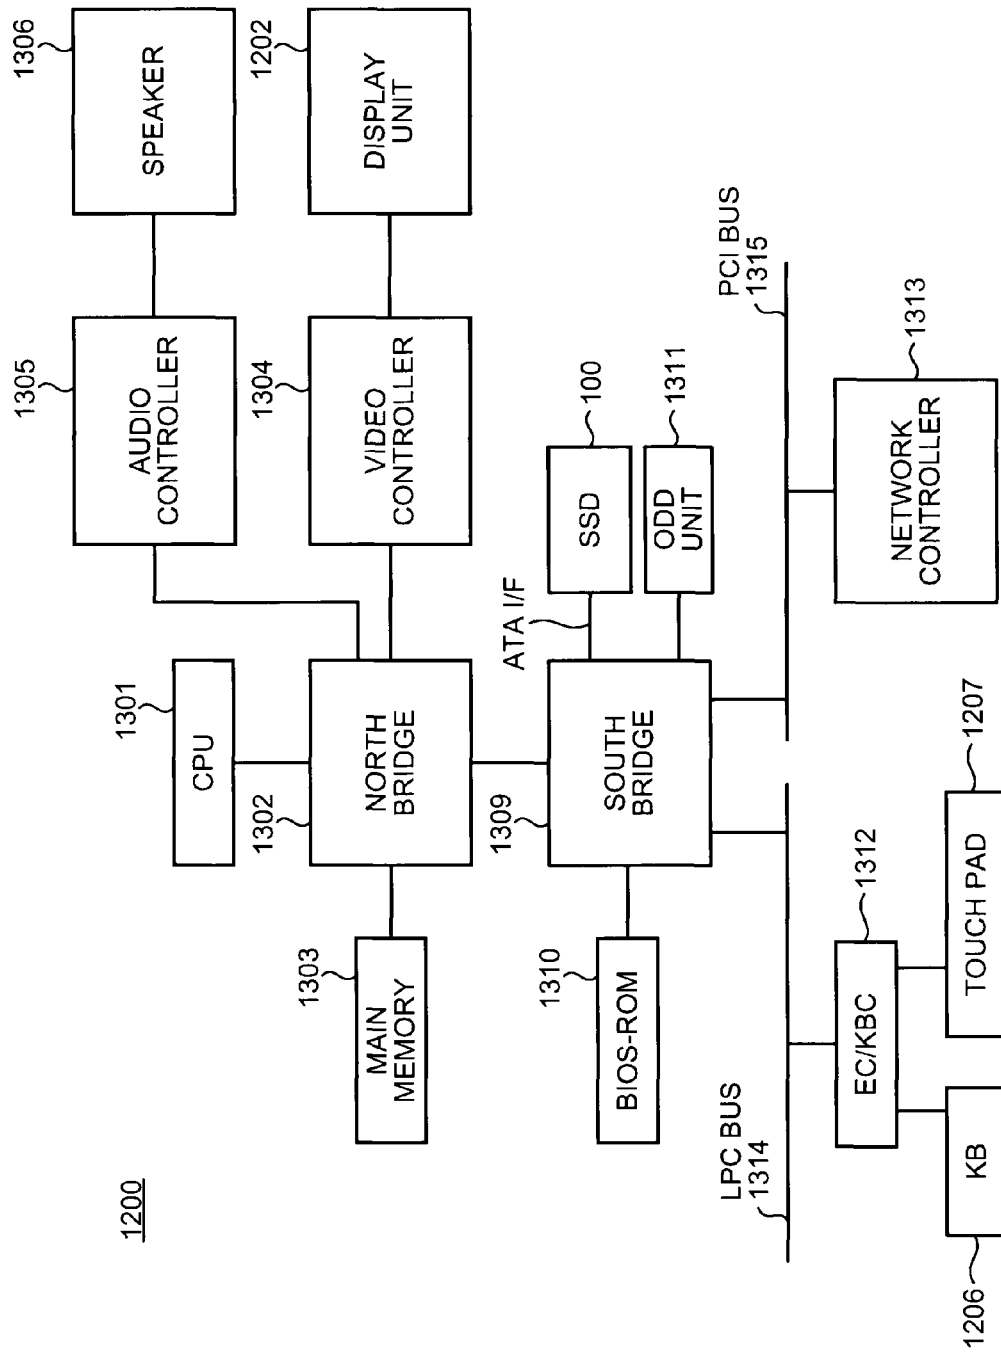 1200
1301
CPU
1305
AUDIO
CONTROLLER
1306
SPEAKER
1303
MAIN
MEMORY
1302
NORTH
BRIDGE
1304
VIDEO
CONTROLLER
1202
DISPLAY
UNIT
1310
BIOS-ROM
1309
SOUTH
BRIDGE
ATA I/F
SSD
100
ODD
UNIT
1311
LPC BUS
1314
PCI BUS
1315
EC/KBC
1312
NETWORK
CONTROLLER
1313
1206
KB
TOUCH PAD
1207